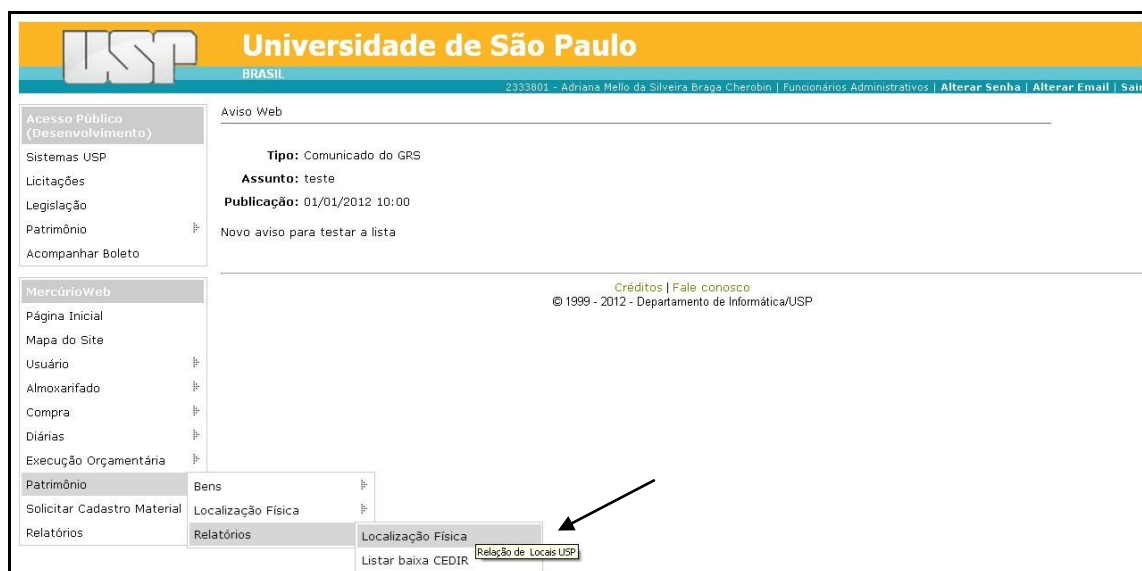 USP
Universidade de São Paulo
BRASIL
2333801 - Adriana Mello da Silveira Braga Cherobin | Funcionários Administrativos | Alterar Senha | Alterar Email | Sair
Acesso Público
(Desenvolvimento)
Sistemas USP
Licitações
Legislação
Patrimônio
Acompanhar Boleto
Aviso Web
Tipo: Comunicado do GRS
Assunto: teste
Publicação: 01/01/2012 10:00
Novo aviso para testar a lista
Créditos | Fale conosco
© 1999 - 2012 - Departamento de Informática/USP
MercúrioWeb
Página Inicial
Mapa do Site
Usuário
Almoxarifado
Compra
Diárias
Execução Orçamentária
Patrimônio
Solicitar Cadastro Material
Relatórios
Bens
Localização Física
Relatórios
Localização Física
Relação de Locais USP
Listar baixa CEDIR